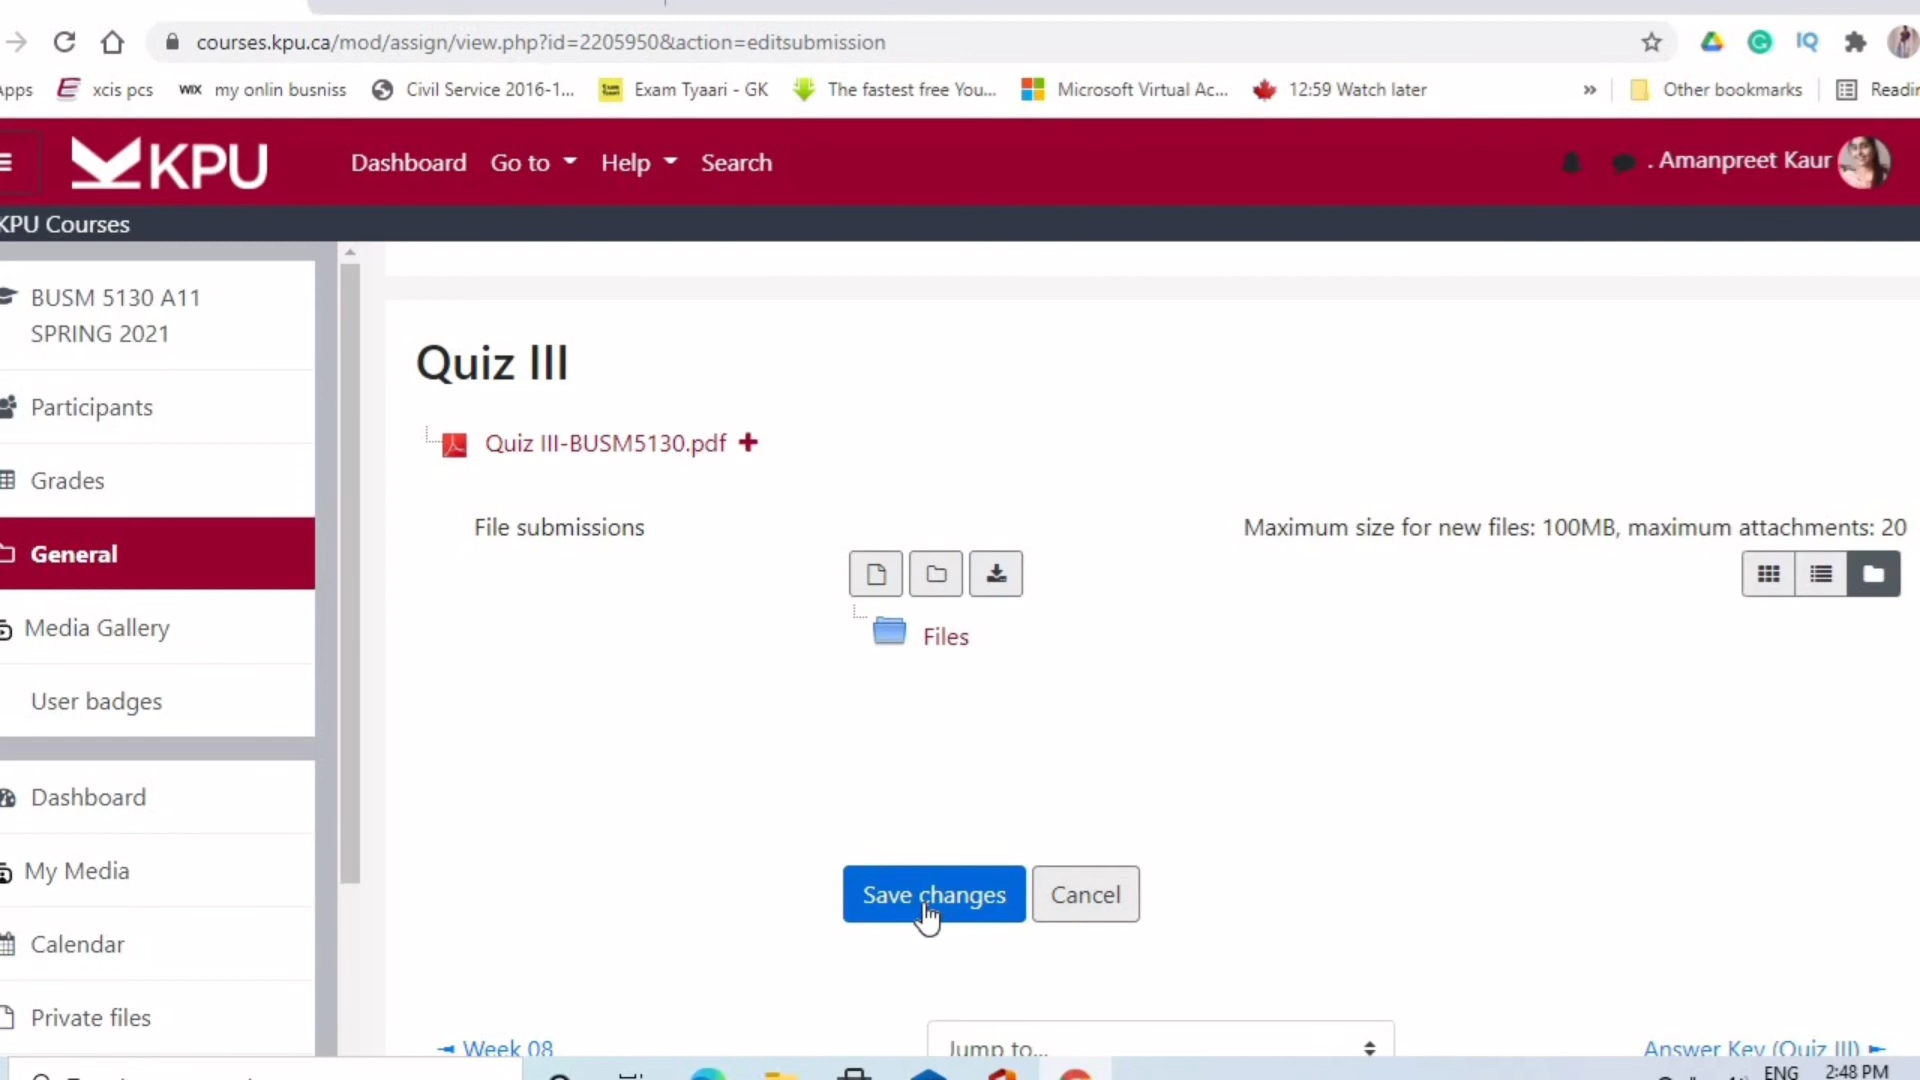 courses.kpu.ca/mod/assign/view.php?id=2205950&action=editsubmission
xcis pcs
WIX my onlin busniss
Civil Service 2016-1...
Exam Tyaari - GK
The fastest free You...
Microsoft Virtual Ac...
12:59 Watch later
»
Other bookmarks
KPU
Dashboard
Go to
Help
Search
. Amanpreet Kaur
KPU Courses
BUSM 5130 A11
SPRING 2021
Participants
Grades
General
Media Gallery
User badges
Dashboard
My Media
Calendar
Private files
Quiz III
Quiz III-BUSM5130.pdf
File submissions
Maximum size for new files: 100MB, maximum attachments: 20
Files
Save changes
Cancel
Week 08
Jump to...
Answer Key (Quiz III)
ENG
2:48 PM